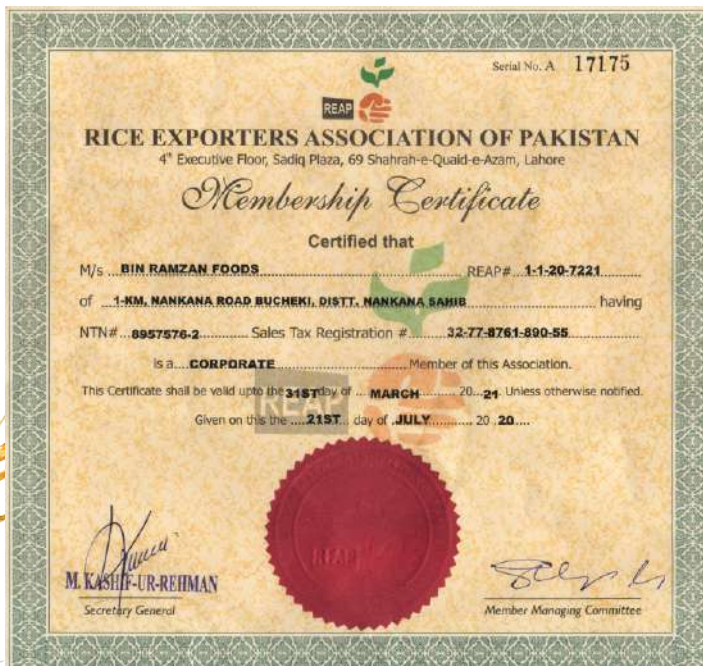 Serial No. A 17175
REAP
RICE EXPORTERS ASSOCIATION OF PAKISTAN
4th Executive Floor, Sadiq Plaza, 69 Shahrah-e-Quaid-e-Azam, Lahore
Membership Certificate
Certified that
M/s BIN RAMZAN FOODS REAP# 1-1-20-7221
of 1-KM, NANKANA ROAD BUCHEKI, DISTT. NANKANA SAHIB having
NTN# 8957576-2 Sales Tax Registration # 32-77-8761-890-55
is a CORPORATE Member of this Association.
This Certificate shall be valid upto the 31ST day of MARCH 20 21 Unless otherwise notified.
REAP
Given on this the 21ST day of JULY 20 20
REAP
M. KASHIF-UR-REHMAN
Secretary General
Member Managing Committee